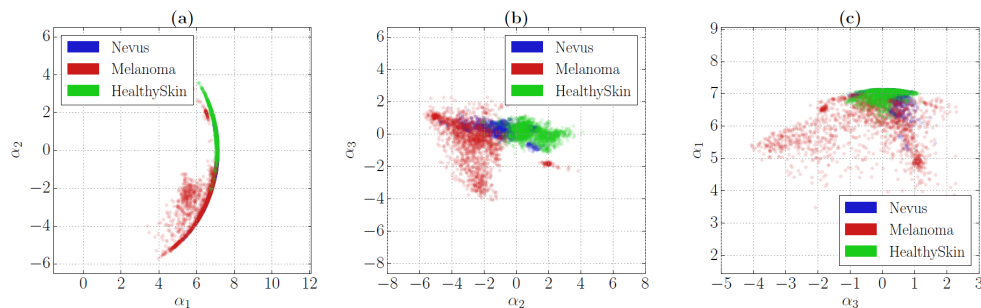 (a)
6
4
2
0
−2
−4
−6
α2
Nevus
Melanoma
HealthySkin
0 2 4 6 8 10 12
α1
(b)
8
6
4
2
0
−2
−4
−6
−8
α3
Nevus
Melanoma
HealthySkin
−8 −6 −4 −2 0 2 4 6 8
α2
(c)
9
8
7
6
5
4
3
2
α1
Nevus
Melanoma
HealthySkin
−5 −4 −3 −2 −1 0 1 2 3
α3